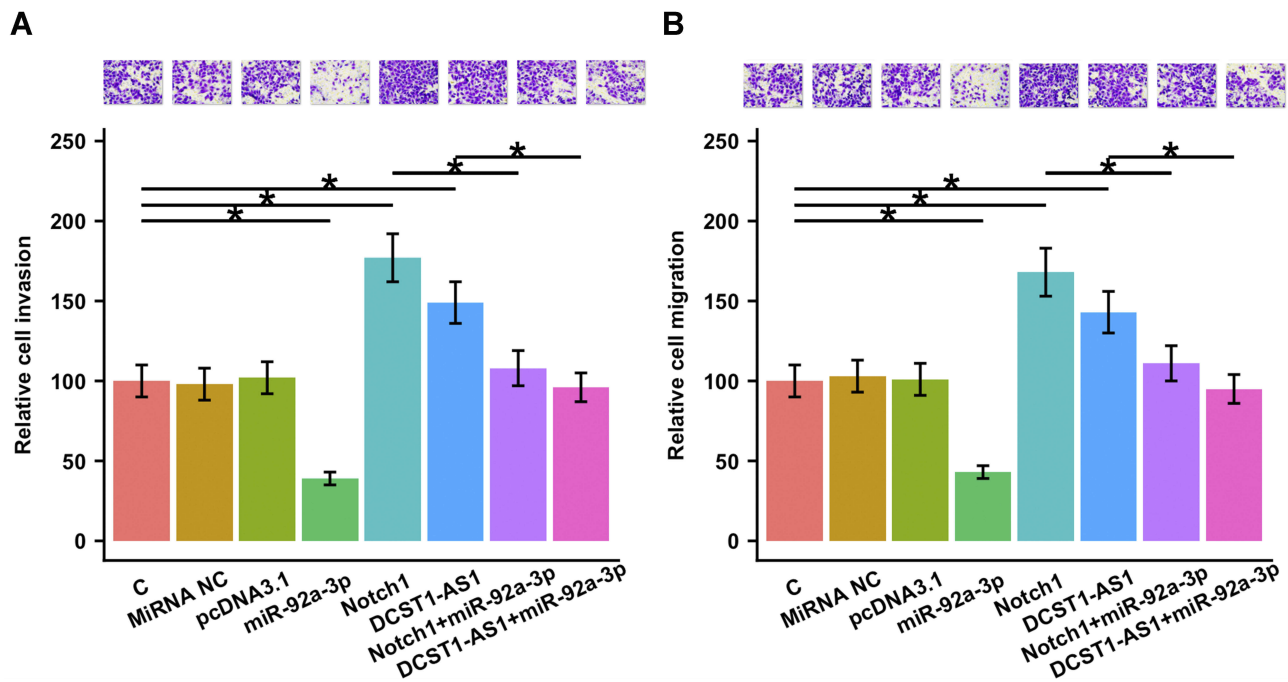 A
B
250
200
150
100
50
0
Relative cell invasion
*
*
*
*
*
C
MiRNA NC
pcDNA3.1
miR-92a-3p
Notch1
DCST1-AS1
Notch1+miR-92a-3p
DCST1-AS1+miR-92a-3p
250
200
150
100
50
0
Relative cell migration
*
*
*
*
*
C
MiRNA NC
pcDNA3.1
miR-92a-3p
Notch1
DCST1-AS1
Notch1+miR-92a-3p
DCST1-AS1+miR-92a-3p